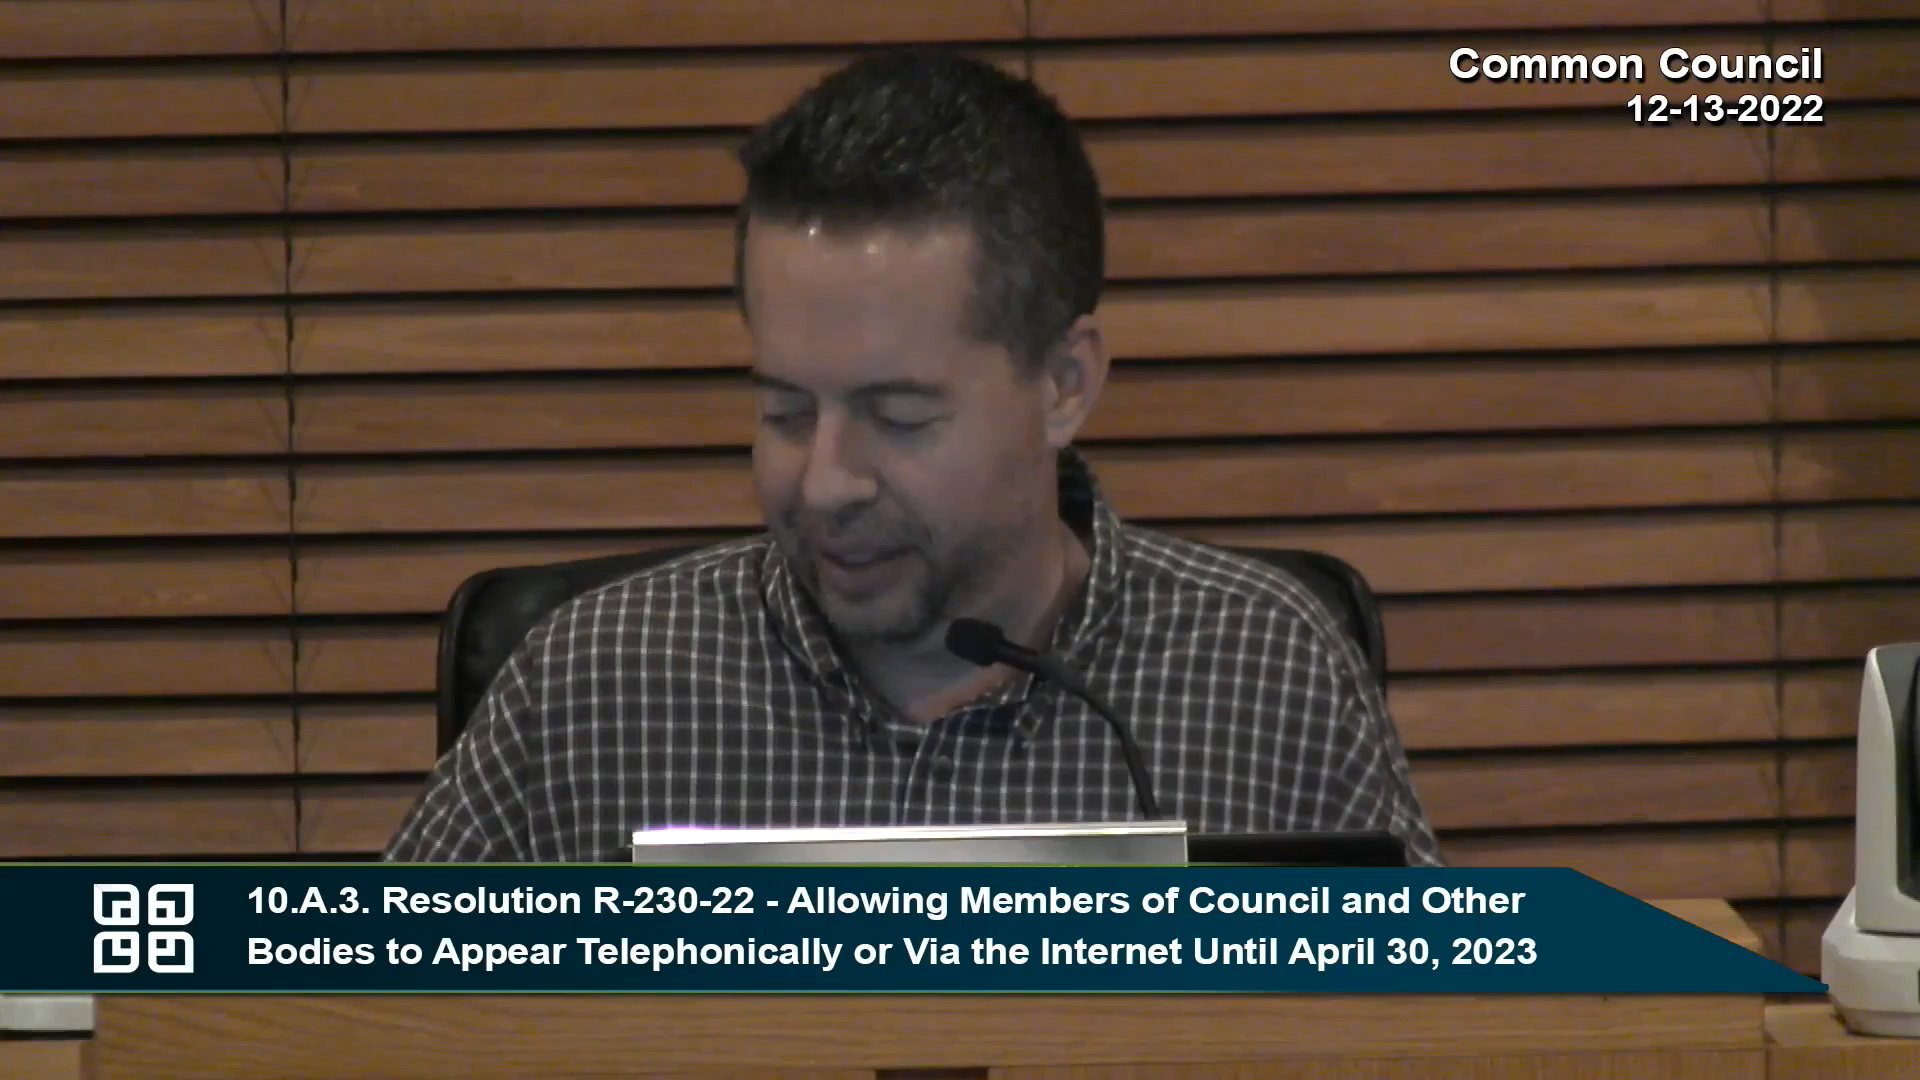 Common Council
12-13-2022
10.A.3. Resolution R-230-22 - Allowing Members of Council and Other
Bodies to Appear Telephonically or Via the Internet Until April 30, 2023